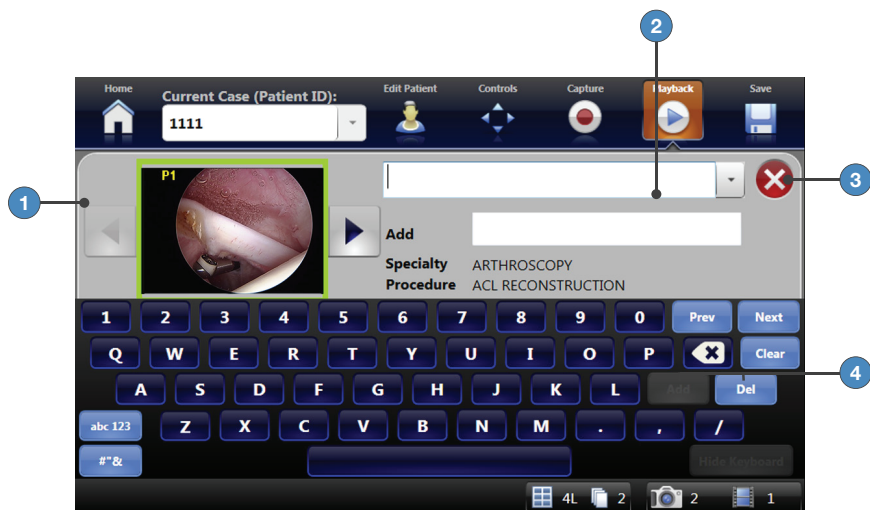 2
Home
Edit Patient
Controls
Capture
Playback
Save
Current Case (Patient ID):
1111
P1
3
1
Add
Specialty ARTHROSCOPY
Procedure ACL RECONSTRUCTION
1 2 3 4 5 6 7 8 9 0 Prev Next
Q W E R T Y U I O P X Clear
A S D F G H J K L Add Del
4
abc 123 Z X C V B N M . , /
#"& Hide Keyboard
4L 2 2 1